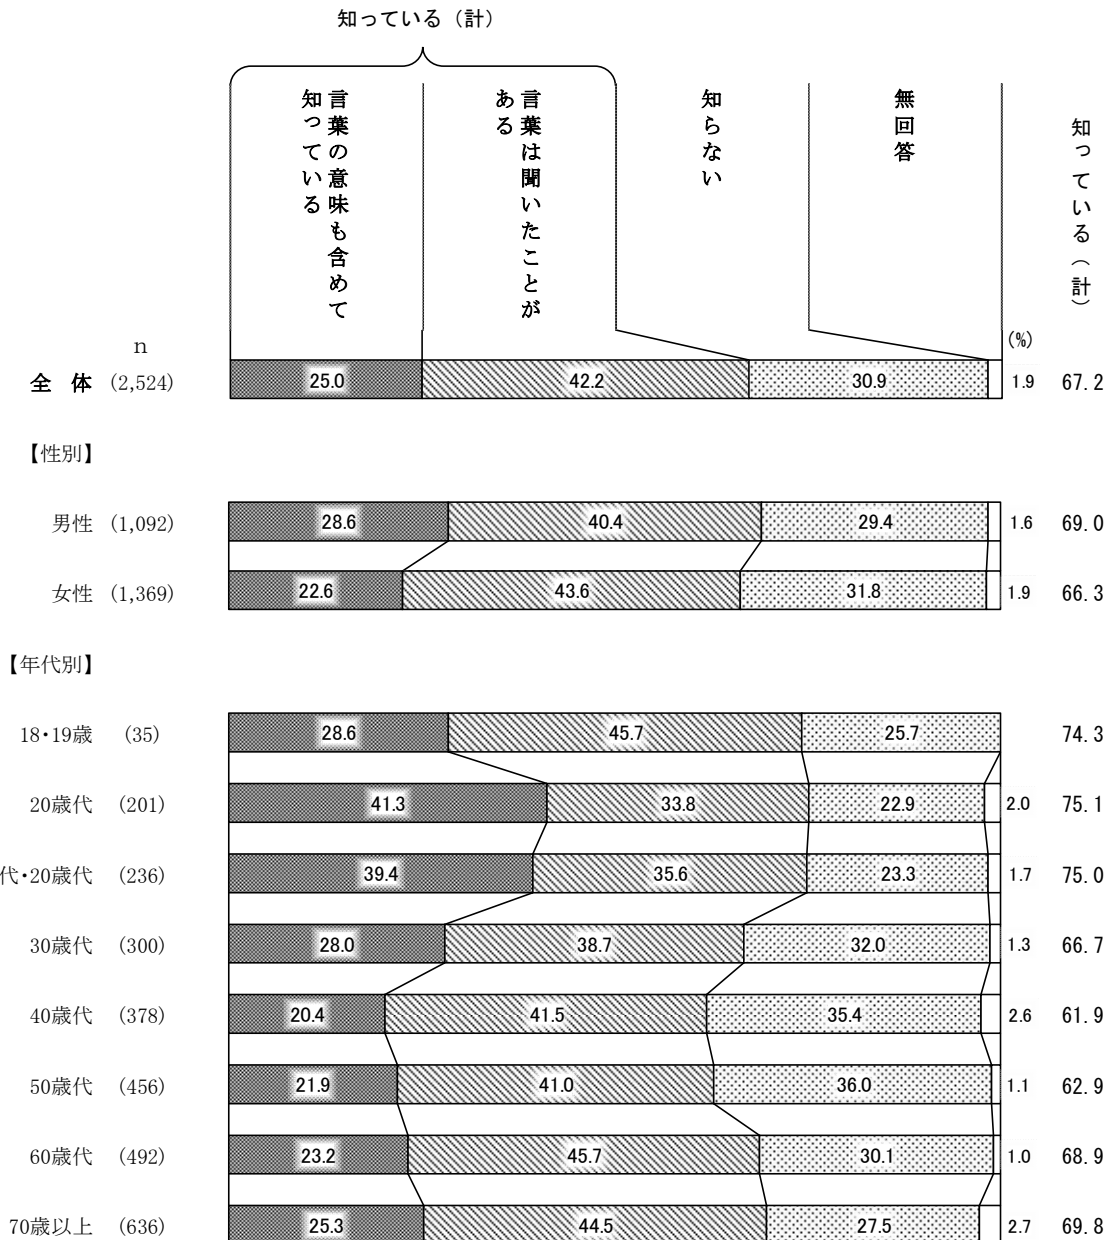 知っている（計）
言葉の意味も含めて
知っている
言葉は聞いたことが
ある
知らない
無回答
知っている（計）
n
(%)
全　体 (2,524) 25.0 42.2 30.9 1.9 67.2
【性別】
男性 (1,092) 28.6 40.4 29.4 1.6 69.0
女性 (1,369) 22.6 43.6 31.8 1.9 66.3
【年代別】
18・19歳 (35) 28.6 45.7 25.7 74.3
20歳代 (201) 41.3 33.8 22.9 2.0 75.1
代・20歳代 (236) 39.4 35.6 23.3 1.7 75.0
30歳代 (300) 28.0 38.7 32.0 1.3 66.7
40歳代 (378) 20.4 41.5 35.4 2.6 61.9
50歳代 (456) 21.9 41.0 36.0 1.1 62.9
60歳代 (492) 23.2 45.7 30.1 1.0 68.9
70歳以上 (636) 25.3 44.5 27.5 2.7 69.8